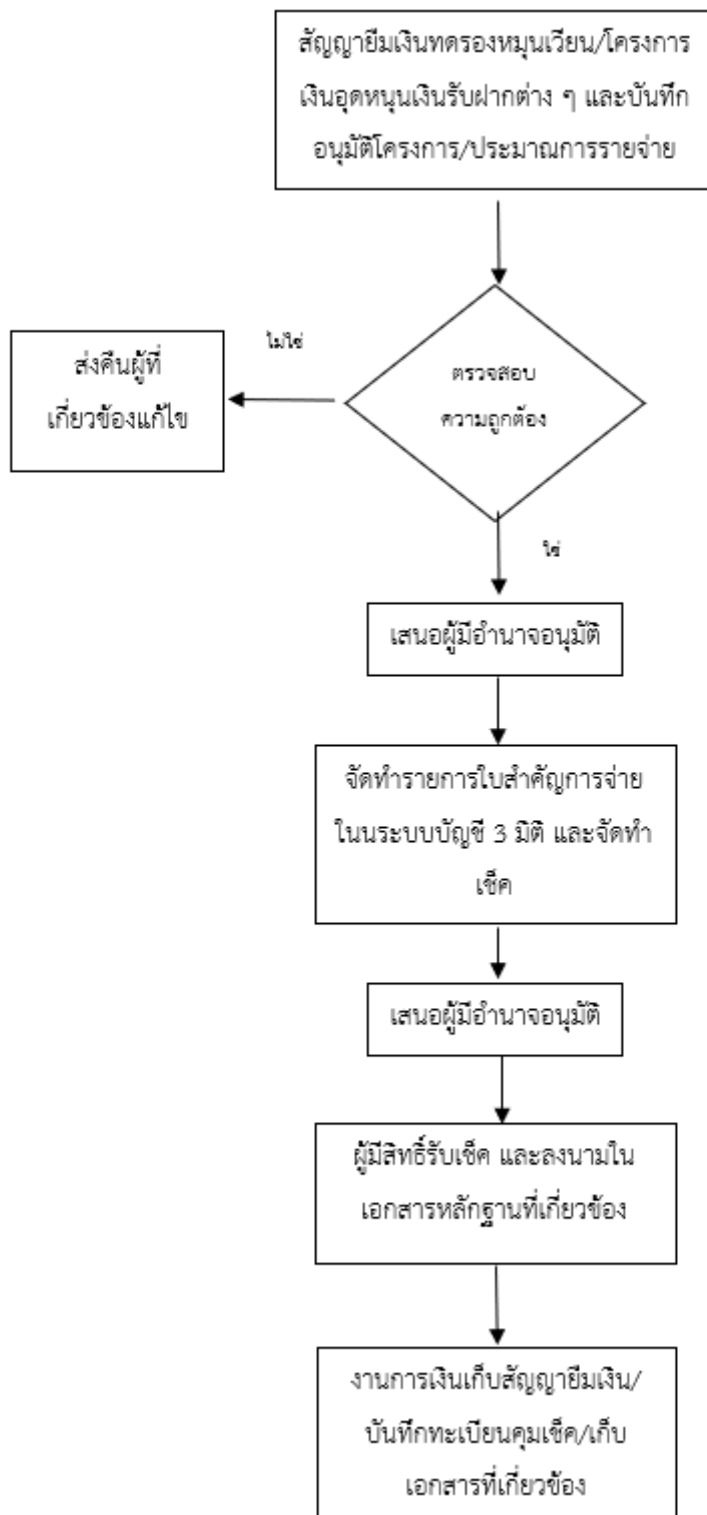 สัญญายืมเงินทดรองหมุนเวียน/โครงการ
เงินอุดหนุนเงินรับฝากต่าง ๆ และบันทึก
อนุมัติโครงการ/ประมาณการรายจ่าย
ไม่ใช่
ส่งคืนผู้ที่
เกี่ยวข้องแก้ไข
ตรวจสอบ
ความถูกต้อง
ใช่
เสนอผู้มีอำนาจอนุมัติ
จัดทำรายการใบสำคัญการจ่าย
ในนระบบบัญชี 3 มิติ และจัดทำ
เช็ค
เสนอผู้มีอำนาจอนุมัติ
ผู้มีสิทธิ์รับเช็ค และลงนามใน
เอกสารหลักฐานที่เกี่ยวข้อง
งานการเงินเก็บสัญญายืมเงิน/
บันทึกทะเบียนคุมเช็ค/เก็บ
เอกสารที่เกี่ยวข้อง